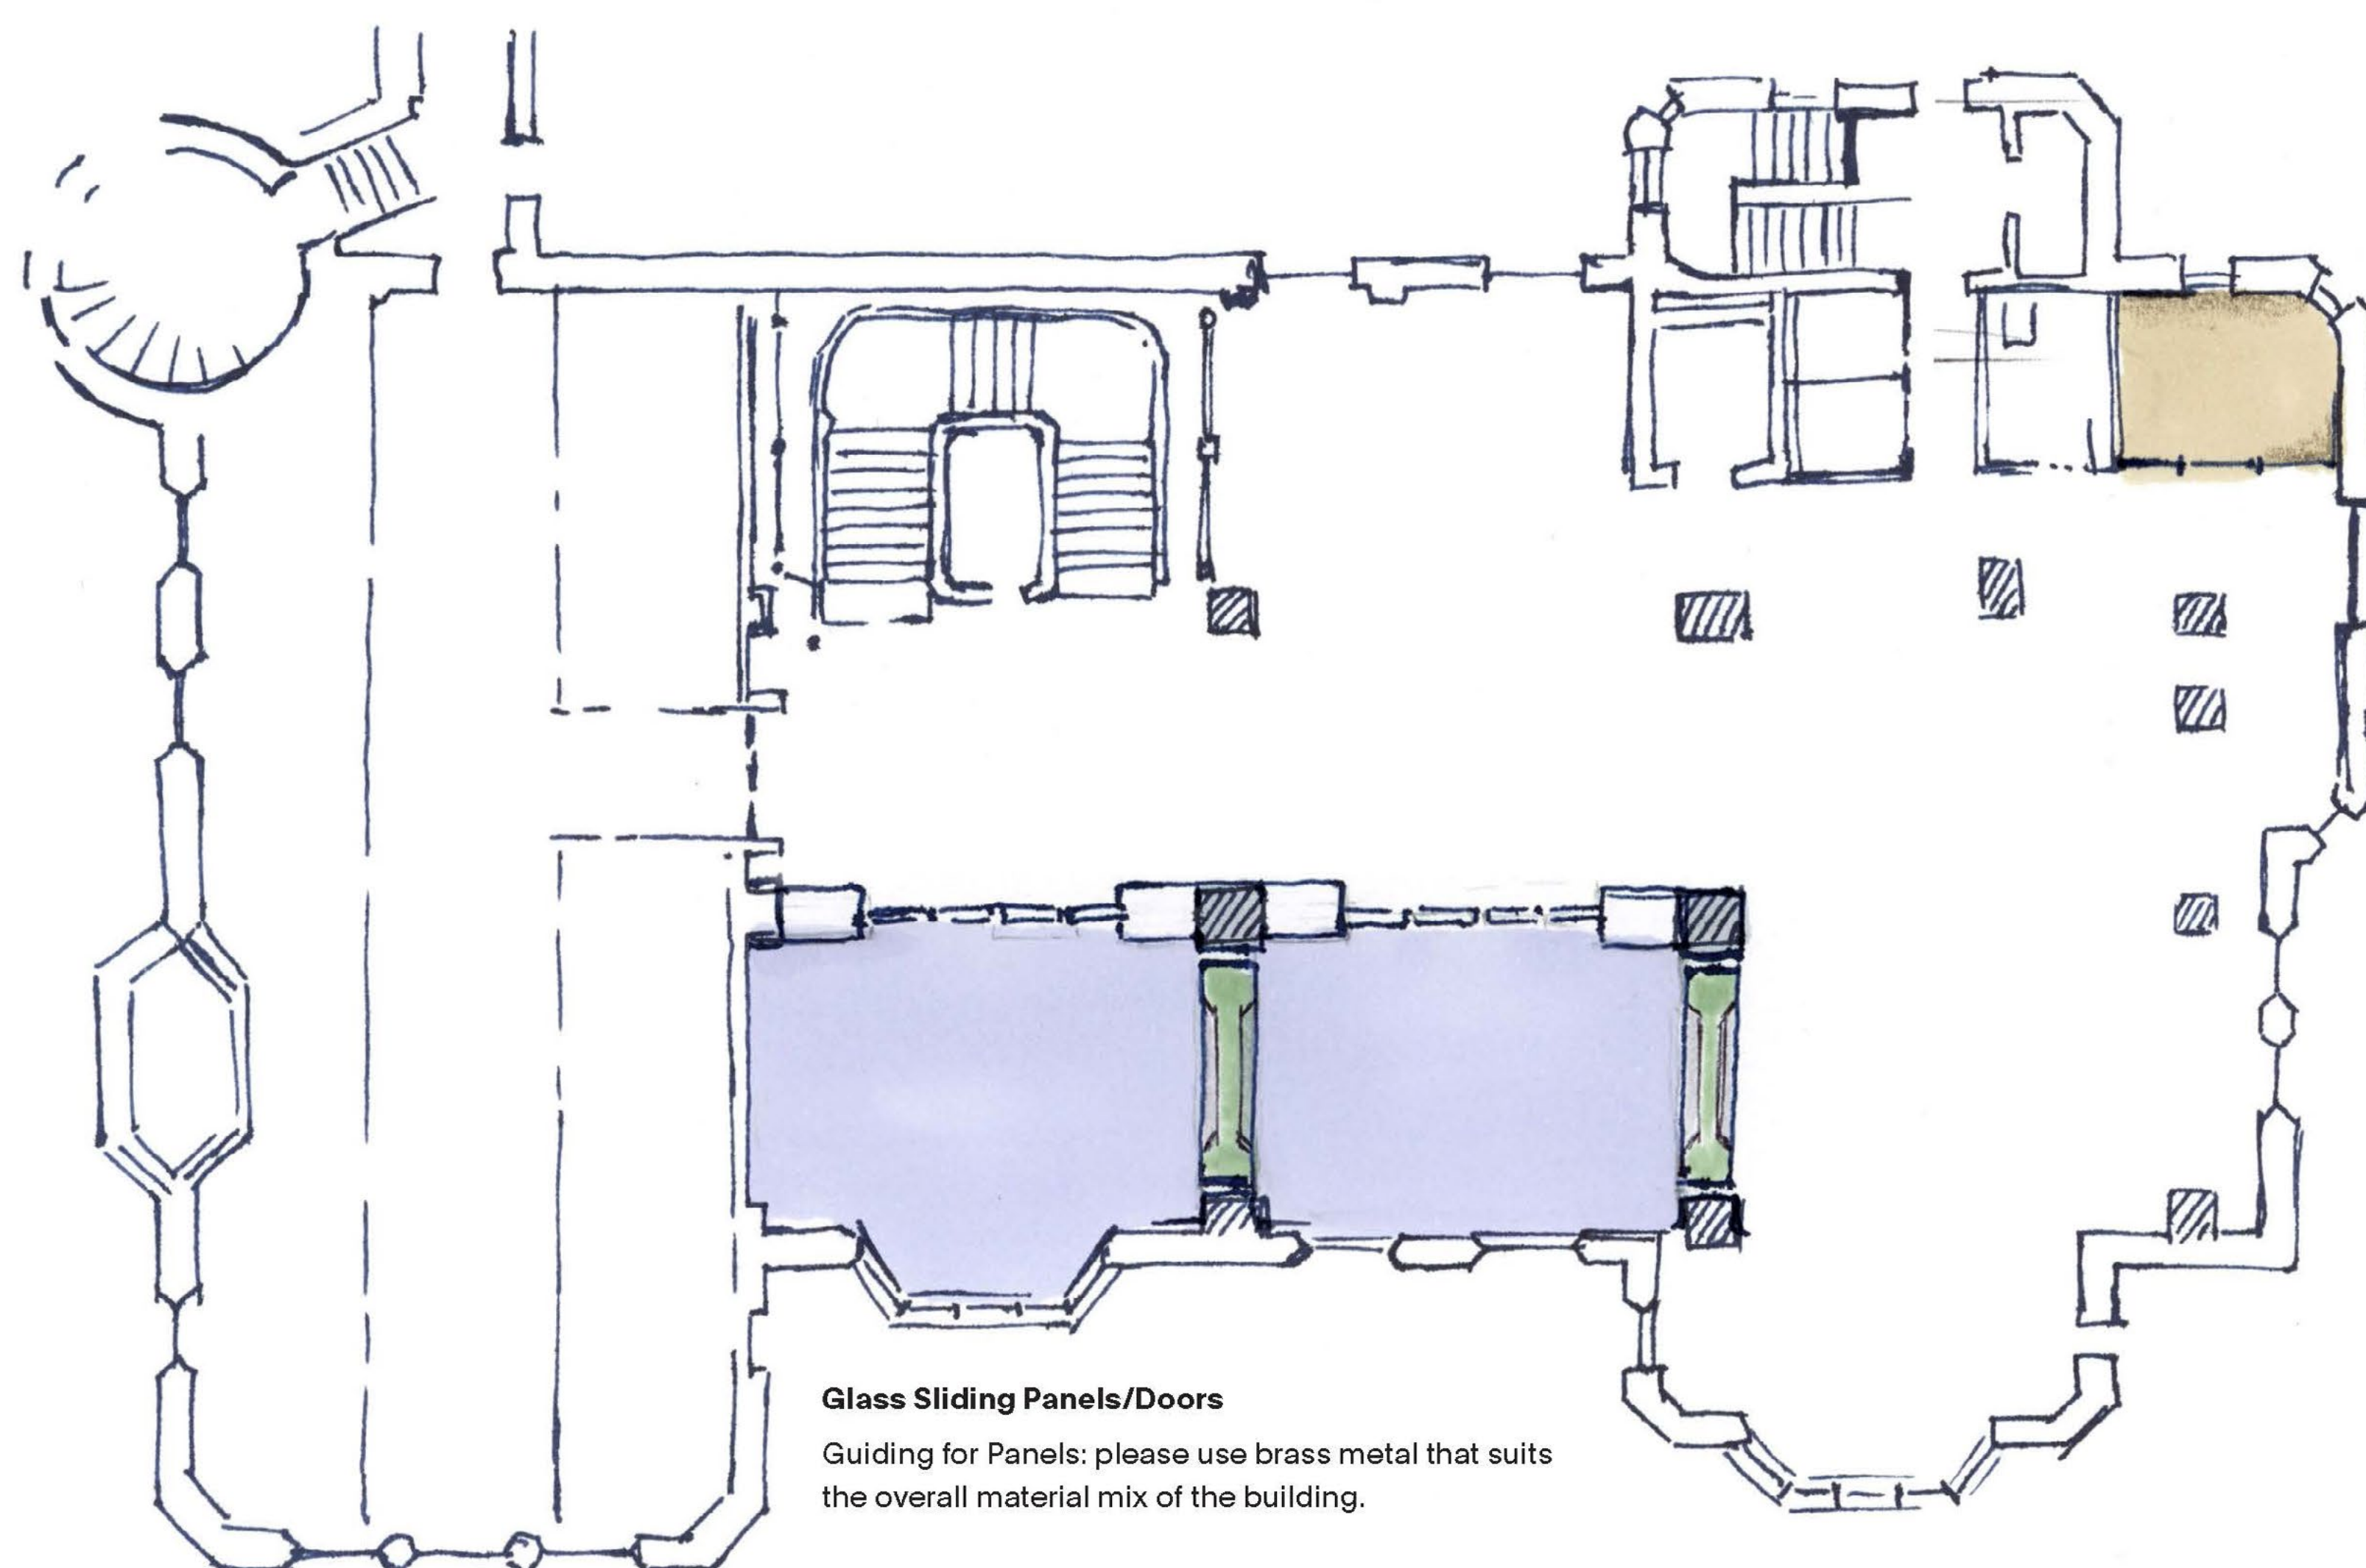 Glass Sliding Panels/Doors
Guiding for Panels: please use brass metal that suits
the overall material mix of the building.